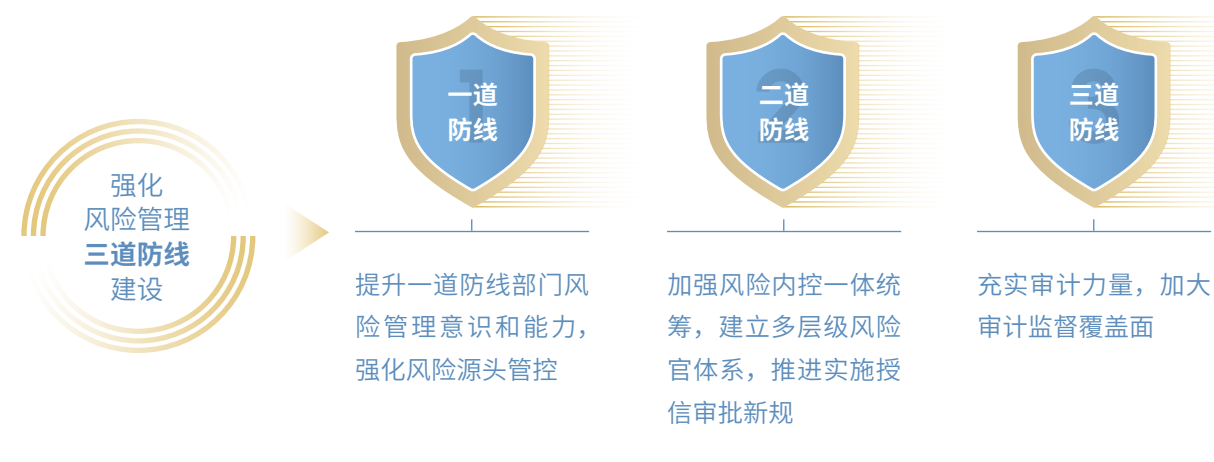 强化
风险管理
三道防线
建设
1
一道
防线
提升一道防线部门风
险管理意识和能力，
强化风险源头管控
2
二道
防线
加强风险内控一体统
筹，建立多层级风险
官体系，推进实施授
信审批新规
3
三道
防线
充实审计力量，加大
审计监督覆盖面